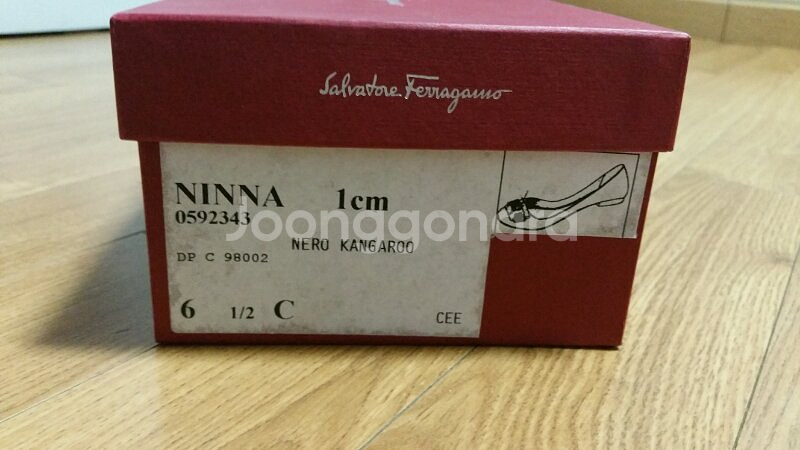 Salvatore Ferragamo
NINNA 1cm
0592343
Joonggonara
NERO KANGAROO
DP C 98002
6 1/2 C
CEE